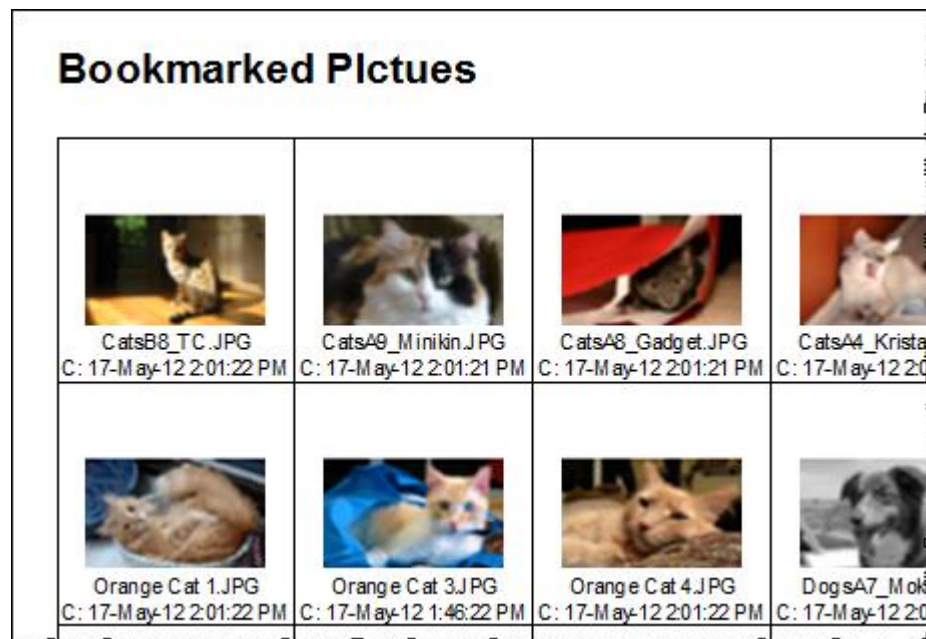 Bookmarked PIctues
CatsB8_TC.JPG
C: 17-May-12 2:01:22 PM
CatsA9_Minikin.JPG
C: 17-May-12 2:01:21 PM
CatsA8_Gadget.JPG
C: 17-May-12 2:01:21 PM
CatsA4_Krista
C: 17-May-12 2:0
Orange Cat 1.JPG
C: 17-May-12 2:01:22 PM
Orange Cat 3.JPG
C: 17-May-12 1:46:22 PM
Orange Cat 4.JPG
C: 17-May-12 2:01:22 PM
DogsA7_Mok
C: 17-May-12 2:0